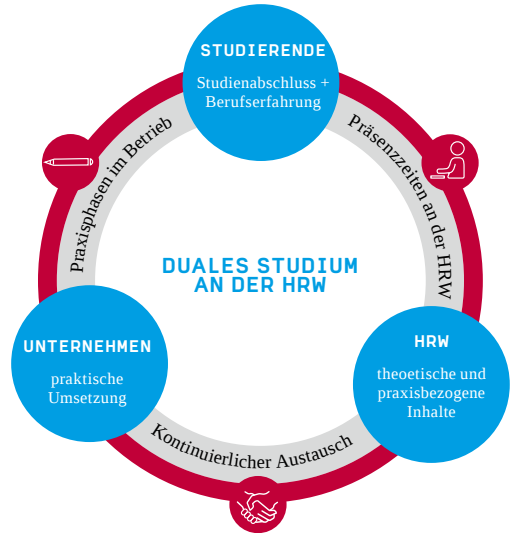 STUDIERENDE
Studienabschluss +
Berufserfahrung
Praxisphasen im Betrieb
Präsenzzeiten an der HRW
DUALES STUDIUM
AN DER HRW
UNTERNEHMEN
praktische
Umsetzung
HRW
theoetische und
praxisbezogene
Inhalte
Kontinuierlicher Austausch